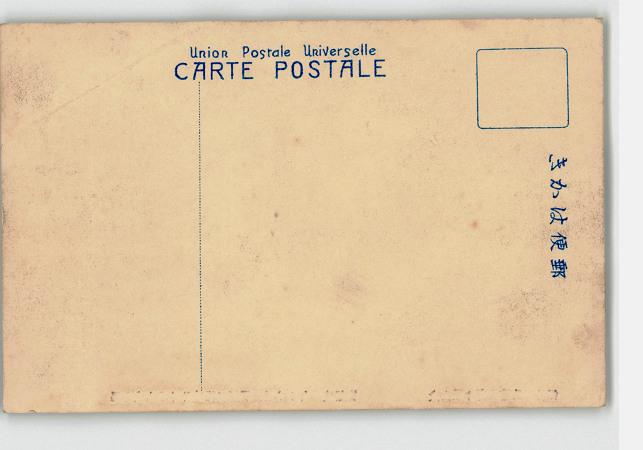 Union Postale Universelle
CARTE POSTALE
きかは便郵